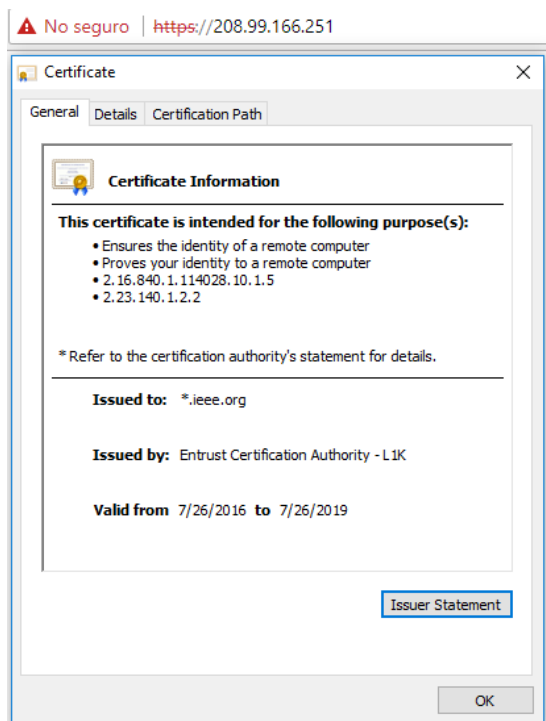 No seguro | https://208.99.166.251
Certificate
General Details Certification Path
Certificate Information
This certificate is intended for the following purpose(s):
• Ensures the identity of a remote computer
• Proves your identity to a remote computer
• 2.16.840.1.114028.10.1.5
• 2.23.140.1.2.2
* Refer to the certification authority's statement for details.
Issued to: *.ieee.org
Issued by: Entrust Certification Authority - L1K
Valid from 7/26/2016 to 7/26/2019
Issuer Statement
OK